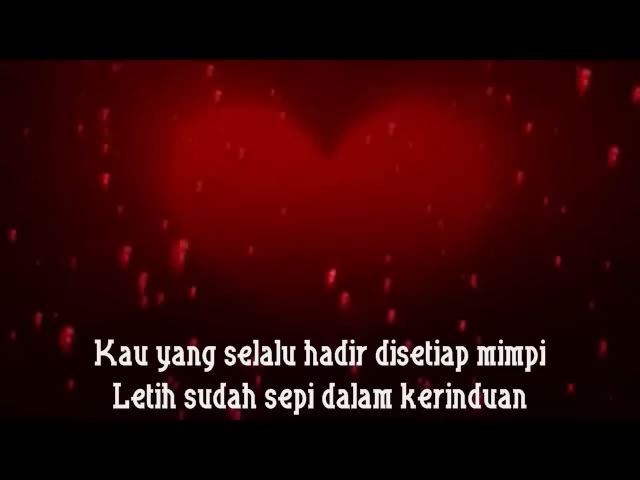 Kau yang selalu hadir disetiap mimpi
Letih sudah sepi dalam kerinduan